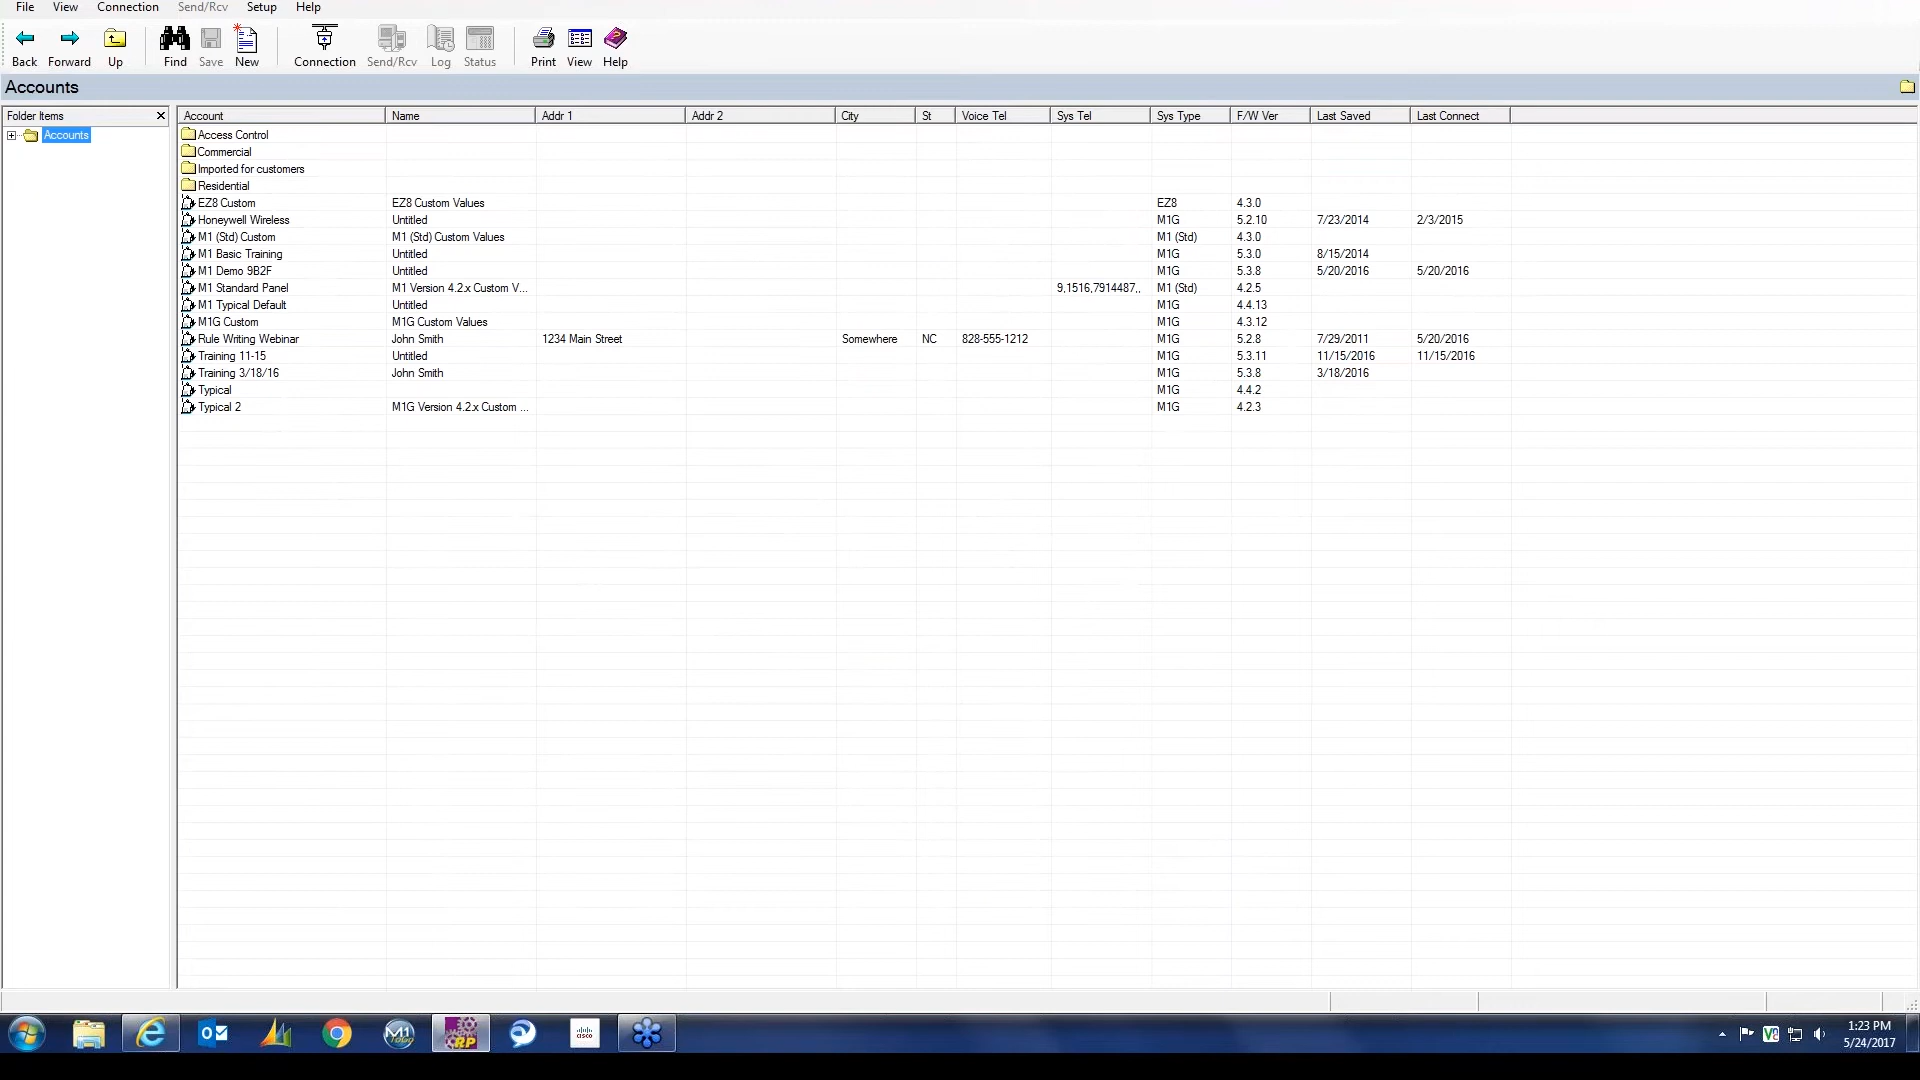 File View Connection Send/Rcv Setup Help
Back Forward Up Find Save New Connection Send/Rcv Log Status Print View Help
Accounts
Folder Items
Accounts
Account Name Addr 1 Addr 2 City St Voice Tel Sys Tel Sys Type F/W Ver Last Saved Last Connect
Access Control
Commercial
Imported for customers
Residential
EZ8 Custom EZ8 Custom Values EZ8 4.3.0
Honeywell Wireless Untitled M1G 5.2.10 7/23/2014 2/3/2015
M1 (Std) Custom M1 (Std) Custom Values M1 (Std) 4.3.0
M1 Basic Training Untitled M1G 5.3.0 8/15/2014
M1 Demo 9B2F Untitled M1G 5.3.8 5/20/2016 5/20/2016
M1 Standard Panel M1 Version 4.2.x Custom V... 9,1516,7914487,, M1 (Std) 4.2.5
M1 Typical Default Untitled M1G 4.4.13
M1G Custom M1G Custom Values M1G 4.3.12
Rule Writing Webinar John Smith 1234 Main Street Somewhere NC 828-555-1212 M1G 5.2.8 7/29/2011 5/20/2016
Training 11-15 Untitled M1G 5.3.11 11/15/2016 11/15/2016
Training 3/18/16 John Smith M1G 5.3.8 3/18/2016
Typical M1G 4.4.2
Typical 2 M1G Version 4.2.x Custom ... M1G 4.2.3
M1 TOGO
RP
cisco
1:23 PM
5/24/2017